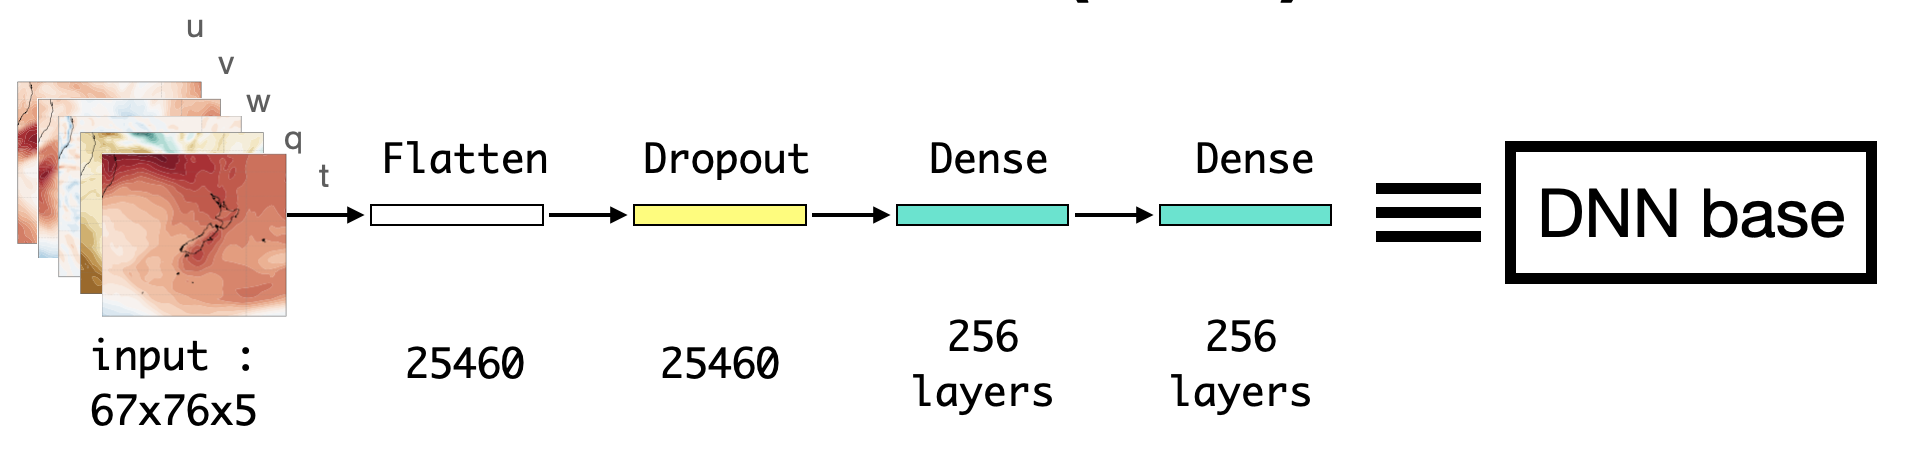 u
v
w
q
t
Flatten
Dropout
Dense
Dense
DNN base
input :
67x76x5
25460
25460
256
layers
256
layers